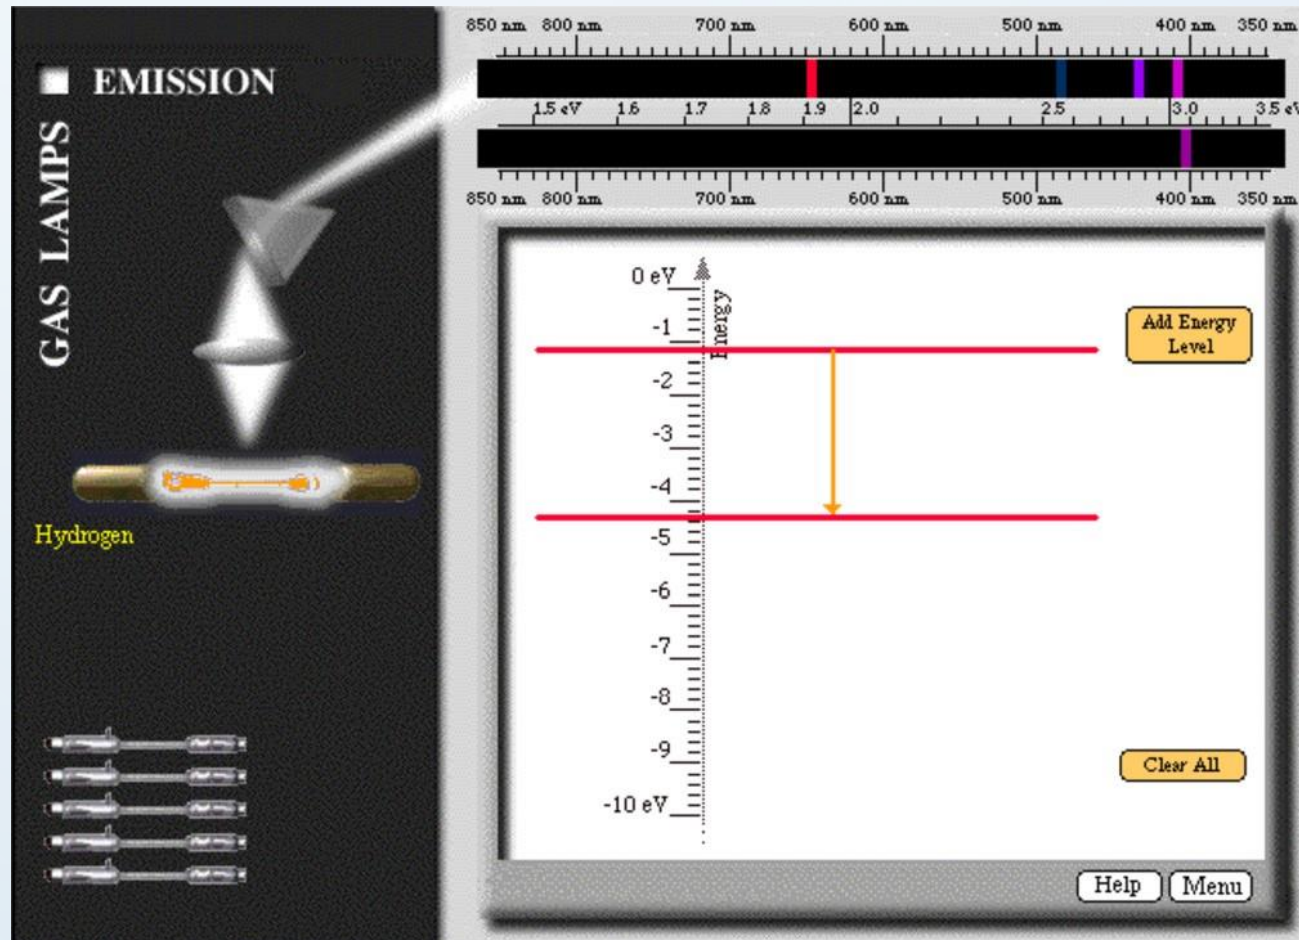 850 nm 800 nm 700 nm 600 nm 500 nm 400 nm 350 nm
EMISSION
GAS LAMPS
1.5 eV 1.6 1.7 1.8 1.9 2.0 2.5 3.0 3.5 eV
850 nm 800 nm 700 nm 600 nm 500 nm 400 nm 350 nm
0 eV
Energy
-1
-2
-3
-4
-5
-6
-7
-8
-9
-10 eV
Add Energy
Level
Hydrogen
Clear All
Help Menu